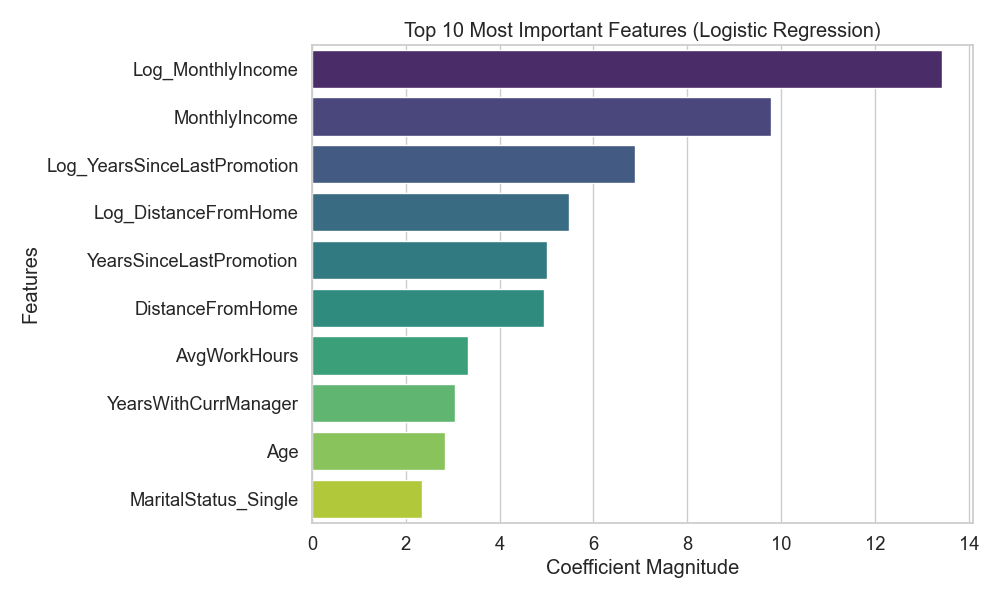 Top 10 Most Important Features (Logistic Regression)
Features
Log_MonthlyIncome
MonthlyIncome
Log_YearsSinceLastPromotion
Log_DistanceFromHome
YearsSinceLastPromotion
DistanceFromHome
AvgWorkHours
YearsWithCurrManager
Age
MaritalStatus_Single
0 2 4 6 8 10 12 14
Coefficient Magnitude